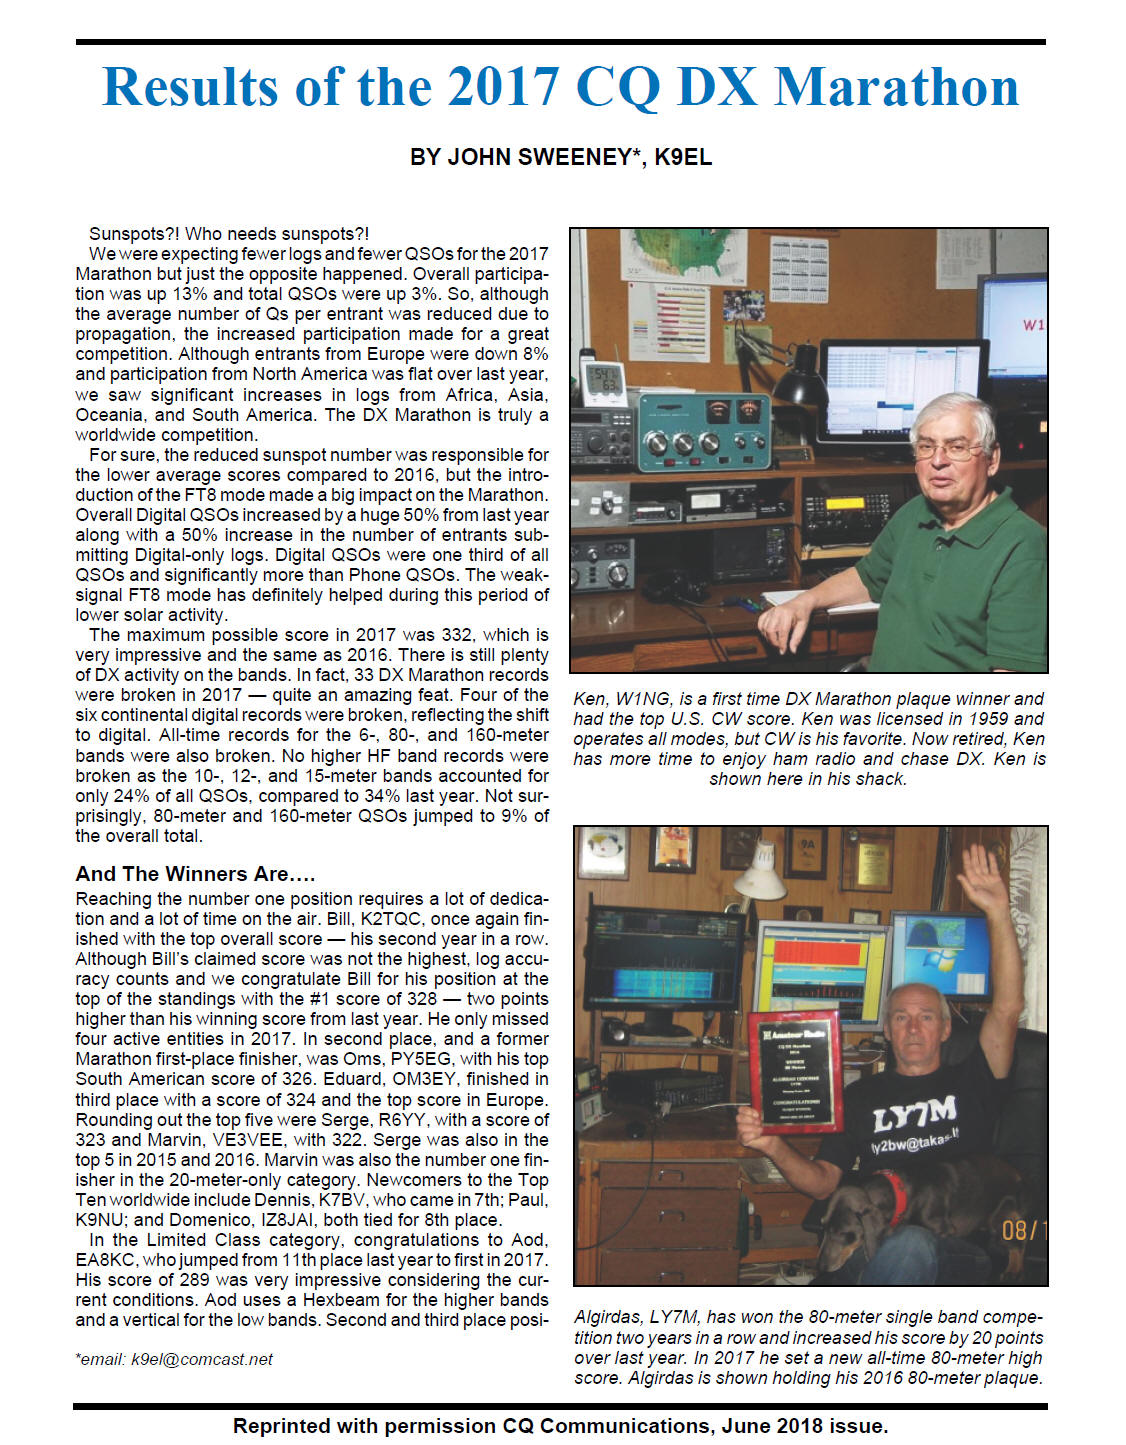 Results of the 2017 CQ DX Marathon
BY JOHN SWEENEY*, K9EL
Sunspots?! Who needs sunspots?!
We were expecting fewer logs and fewer QSOs for the 2017
Marathon but just the opposite happened. Overall participa-
tion was up 13% and total QSOs were up 3%. So, although
the average number of Qs per entrant was reduced due to
propagation, the increased participation made for a great
competition. Although entrants from Europe were down 8%
and participation from North America was flat over last year,
we saw significant increases in logs from Africa, Asia,
Oceania, and South America. The DX Marathon is truly a
worldwide competition.
For sure, the reduced sunspot number was responsible for
the lower average scores compared to 2016, but the intro-
duction of the FT8 mode made a big impact on the Marathon.
Overall Digital QSOs increased by a huge 50% from last year
along with a 50% increase in the number of entrants sub-
mitting Digital-only logs. Digital QSOs were one third of all
QSOs and significantly more than Phone QSOs. The weak-
signal FT8 mode has definitely helped during this period of
lower solar activity.
The maximum possible score in 2017 was 332, which is
very impressive and the same as 2016. There is still plenty
of DX activity on the bands. In fact, 33 DX Marathon records
were broken in 2017 — quite an amazing feat. Four of the
six continental digital records were broken, reflecting the shift
to digital. All-time records for the 6-, 80-, and 160-meter
bands were also broken. No higher HF band records were
broken as the 10-, 12-, and 15-meter bands accounted for
only 24% of all QSOs, compared to 34% last year. Not sur-
prisingly, 80-meter and 160-meter QSOs jumped to 9% of
the overall total.
And The Winners Are….
Reaching the number one position requires a lot of dedica-
tion and a lot of time on the air. Bill, K2TQC, once again fin-
ished with the top overall score — his second year in a row.
Although Bill's claimed score was not the highest, log accu-
racy counts and we congratulate Bill for his position at the
top of the standings with the #1 score of 328 — two points
higher than his winning score from last year. He only missed
four active entities in 2017. In second place, and a former
Marathon first-place finisher, was Oms, PY5EG, with his top
South American score of 326. Eduard, OM3EY, finished in
third place with a score of 324 and the top score in Europe.
Rounding out the top five were Serge, R6YY, with a score of
323 and Marvin, VE3VEE, with 322. Serge was also in the
top 5 in 2015 and 2016. Marvin was also the number one fin-
isher in the 20-meter-only category. Newcomers to the Top
Ten worldwide include Dennis, K7BV, who came in 7th; Paul,
K9NU; and Domenico, IZ8JAI, both tied for 8th place.
In the Limited Class category, congratulations to Aod,
EA8KC, who jumped from 11th place last year to first in 2017.
His score of 289 was very impressive considering the cur-
rent conditions. Aod uses a Hexbeam for the higher bands
and a vertical for the low bands. Second and third place posi-
*email: k9el@comcast.net
W1
Ken, W1NG, is a first time DX Marathon plaque winner and
had the top U.S. CW score. Ken was licensed in 1959 and
operates all modes, but CW is his favorite. Now retired, Ken
has more time to enjoy ham radio and chase DX. Ken is
shown here in his shack.
9A
Amateur Radio
CQ DX Marathon
WINNER
CONGRATULATIONS
LY7M
ly2bw@takas.lt
08/1
Algirdas, LY7M, has won the 80-meter single band compe-
tition two years in a row and increased his score by 20 points
over last year. In 2017 he set a new all-time 80-meter high
score. Algirdas is shown holding his 2016 80-meter plaque.
Reprinted with permission CQ Communications, June 2018 issue.